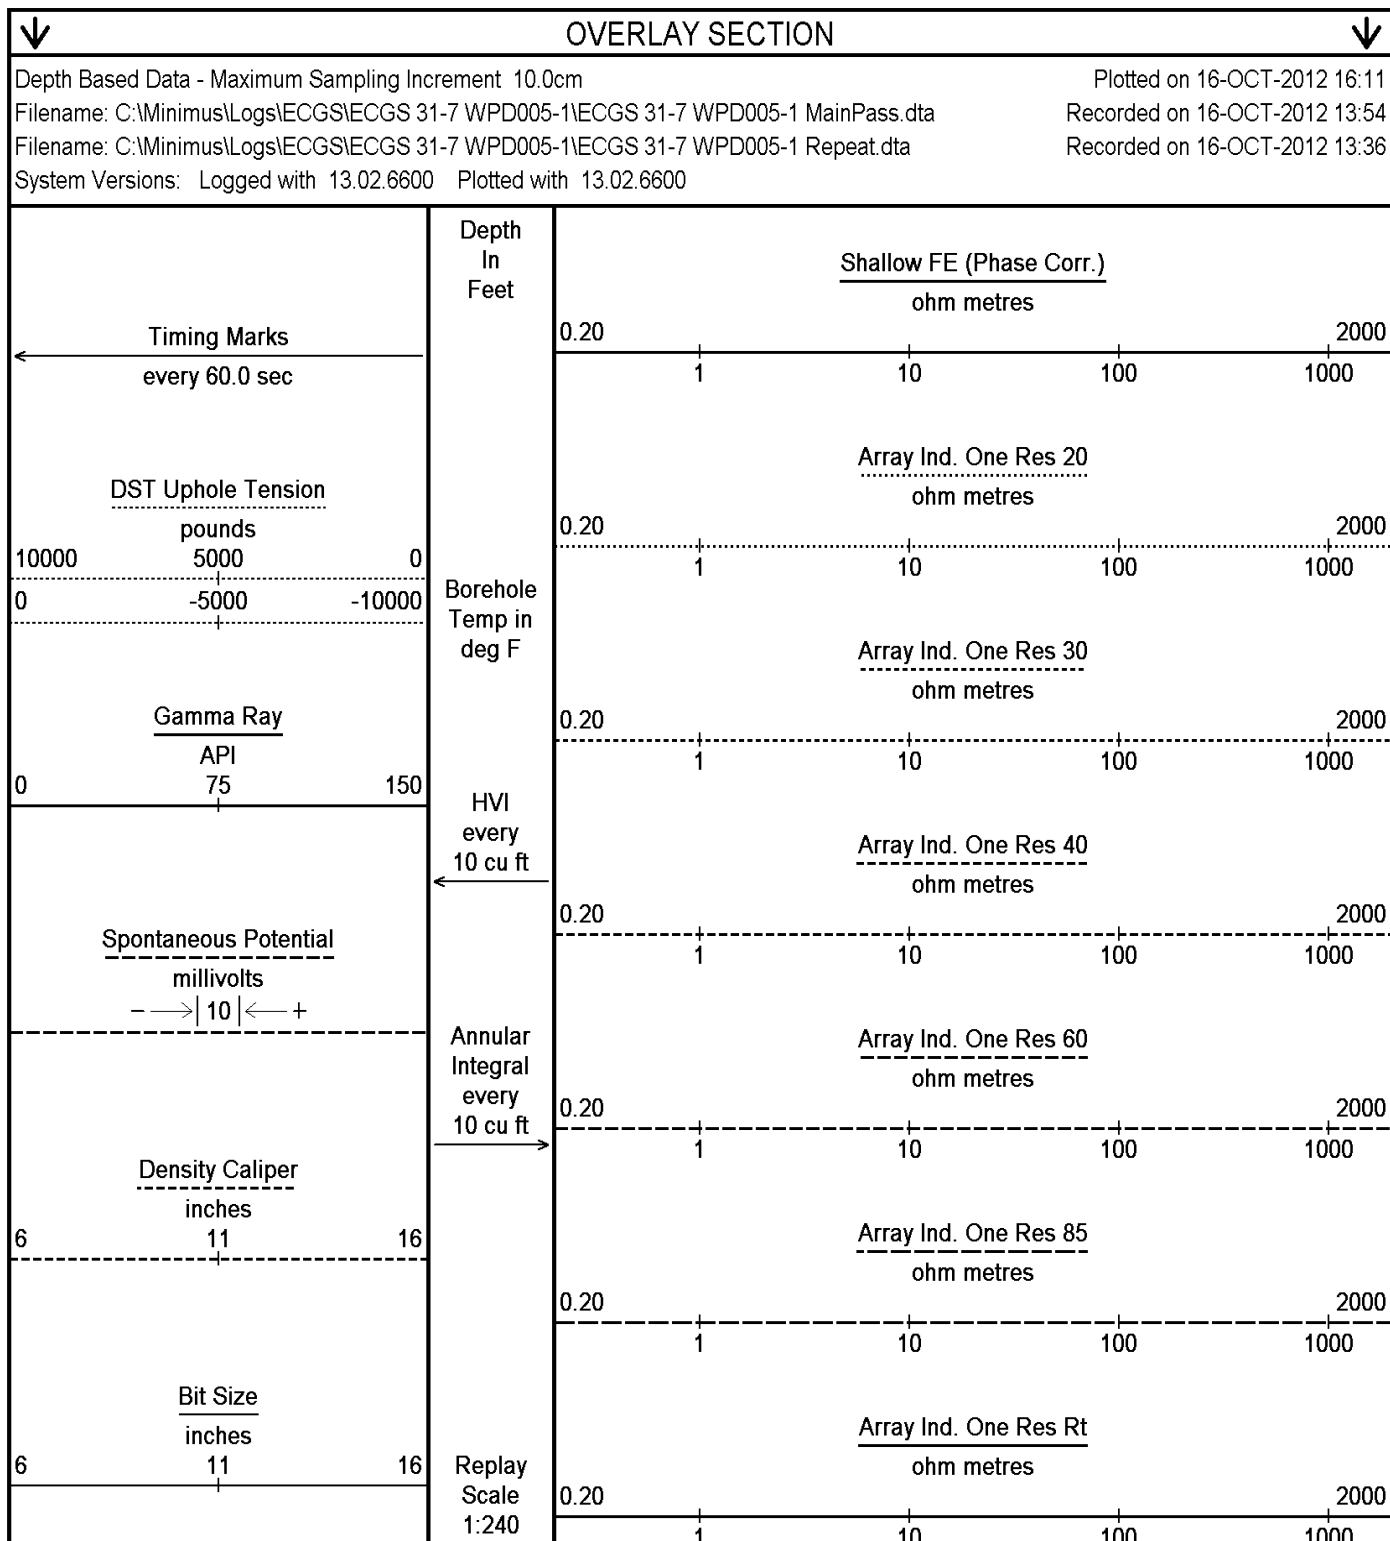 OVERLAY SECTION
Depth Based Data - Maximum Sampling Increment 10.0cm Plotted on 16-OCT-2012 16:11
Filename: C:\Minimus\Logs\ECGS\ECGS 31-7 WPD005-1\ECGS 31-7 WPD005-1 MainPass.dta Recorded on 16-OCT-2012 13:54
Filename: C:\Minimus\Logs\ECGS\ECGS 31-7 WPD005-1\ECGS 31-7 WPD005-1 Repeat.dta Recorded on 16-OCT-2012 13:36
System Versions: Logged with 13.02.6600 Plotted with 13.02.6600
Timing Marks
every 60.0 sec
DST Uphole Tension
pounds
10000 5000 0
0 -5000 -10000
Gamma Ray
API
0 75 150
Spontaneous Potential
millivolts
− 10 +
Density Caliper
inches
6 11 16
Bit Size
inches
6 11 16
Depth
In
Feet
Borehole
Temp in
deg F
HVI
every
10 cu ft
Annular
Integral
every
10 cu ft
Replay
Scale
1:240
Shallow FE (Phase Corr.)
ohm metres
0.20 2000
1 10 100 1000
Array Ind. One Res 20
ohm metres
0.20 2000
1 10 100 1000
Array Ind. One Res 30
ohm metres
0.20 2000
1 10 100 1000
Array Ind. One Res 40
ohm metres
0.20 2000
1 10 100 1000
Array Ind. One Res 60
ohm metres
0.20 2000
1 10 100 1000
Array Ind. One Res 85
ohm metres
0.20 2000
1 10 100 1000
Array Ind. One Res Rt
ohm metres
0.20 2000
1 10 100 1000